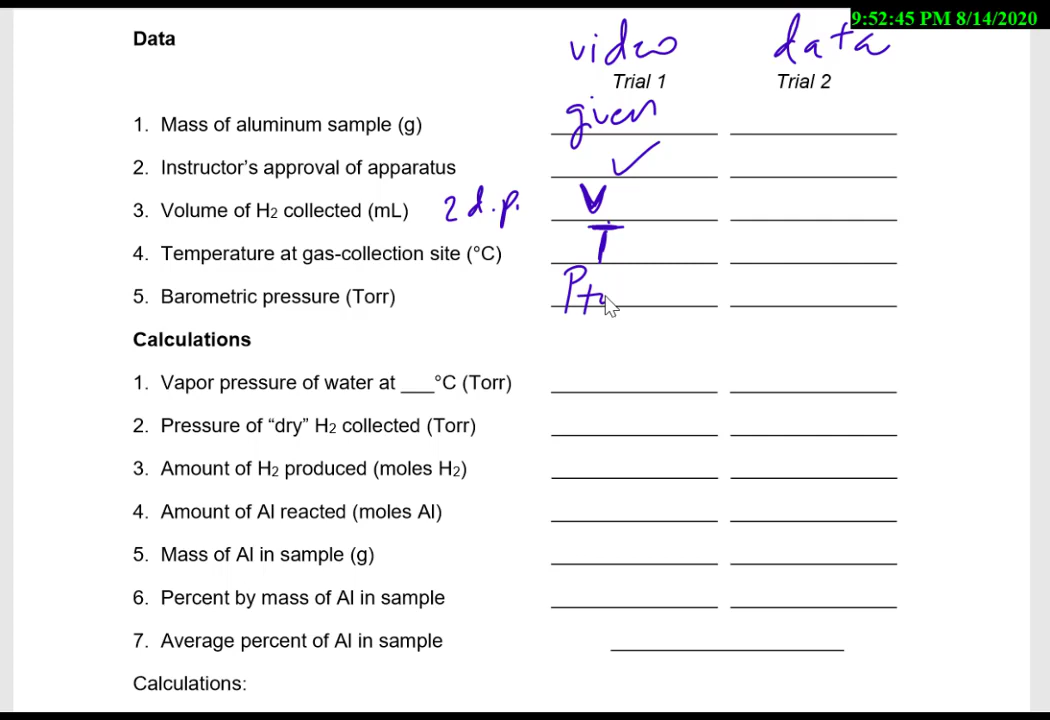 9:52:45 PM 8/14/2020
Data video data
Trial 1 Trial 2
1. Mass of aluminum sample (g) given
2. Instructor’s approval of apparatus ✓
3. Volume of H2 collected (mL) 2 d.p. V
4. Temperature at gas-collection site (°C) T
5. Barometric pressure (Torr)
Calculations
1. Vapor pressure of water at ___°C (Torr)
2. Pressure of “dry” H2 collected (Torr)
3. Amount of H2 produced (moles H2)
4. Amount of Al reacted (moles Al)
5. Mass of Al in sample (g)
6. Percent by mass of Al in sample
7. Average percent of Al in sample
Calculations: